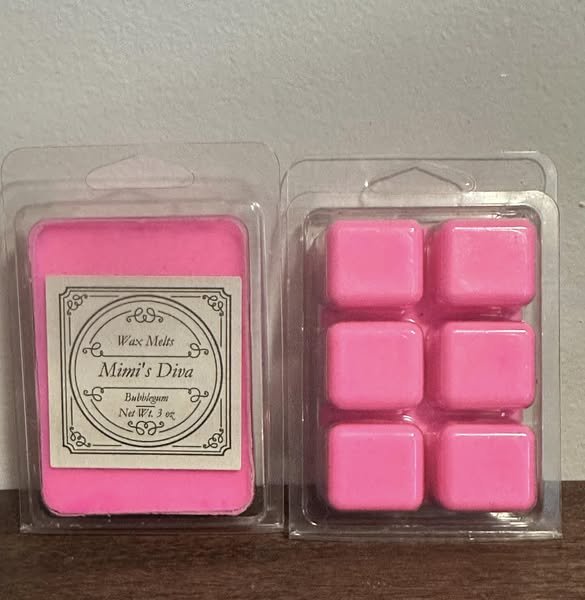 Wax Melts
Mimi's Diva
Bubblegum
Net Wt. 3 oz